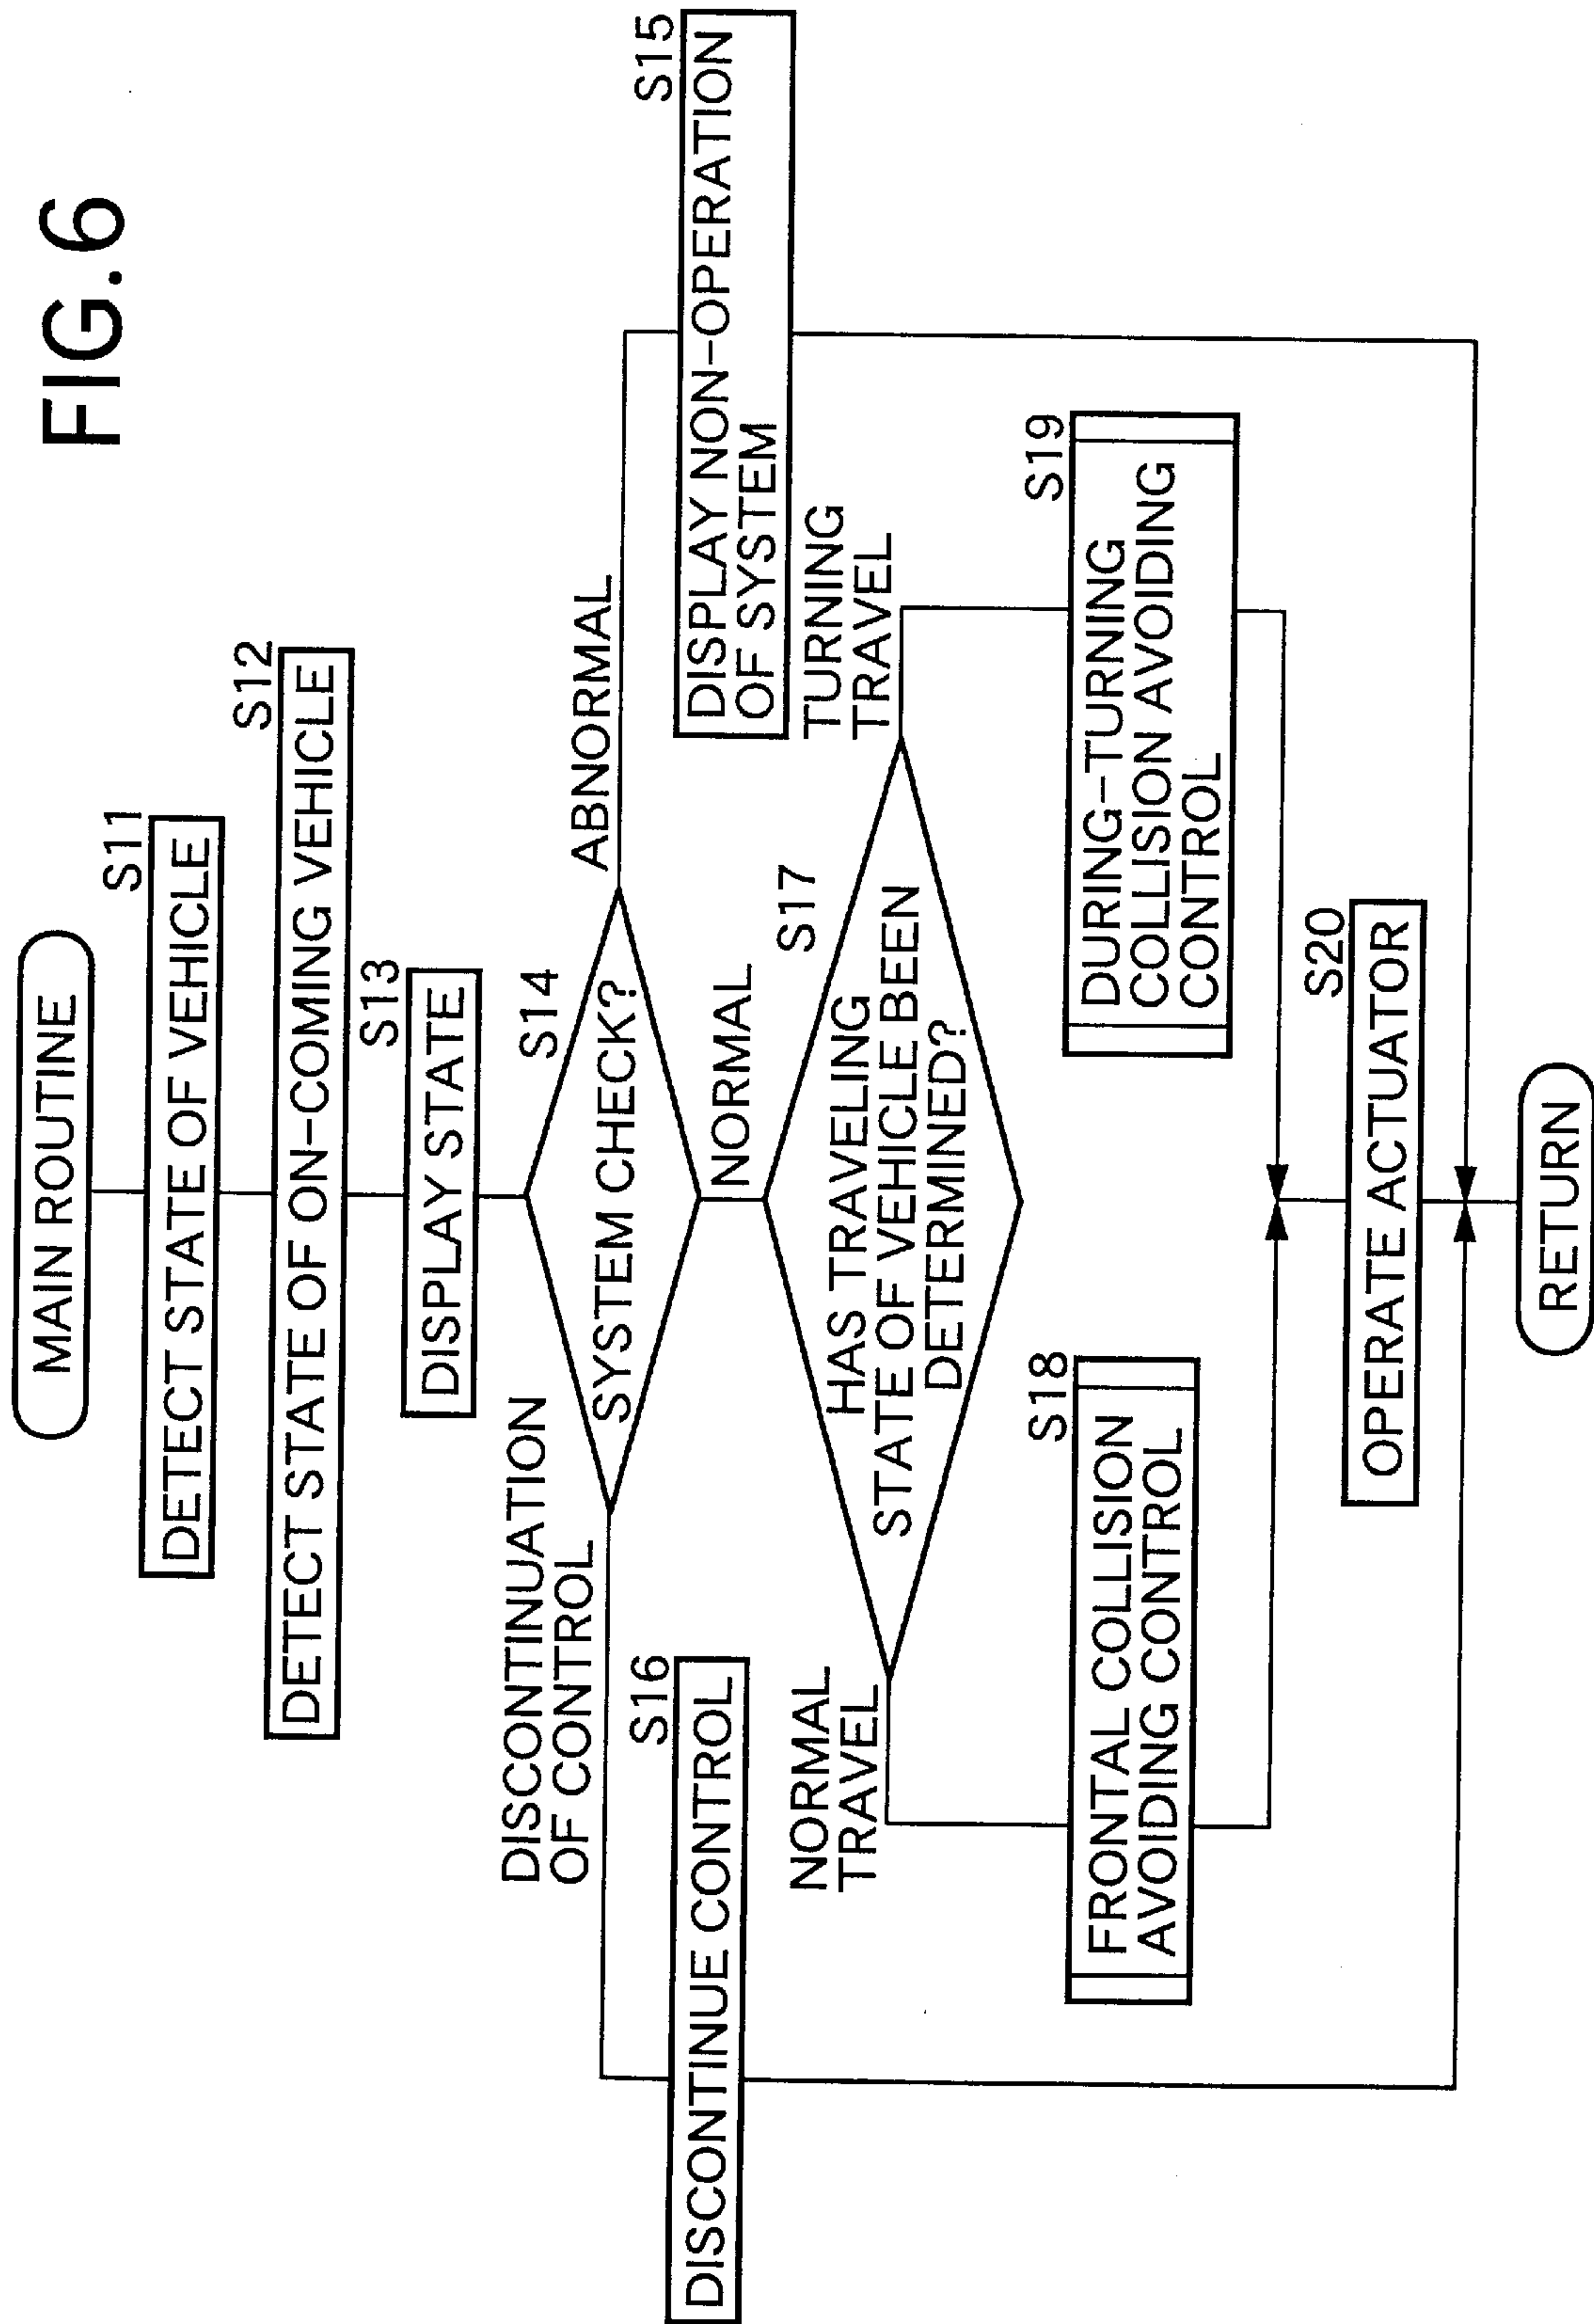 FIG.6
MAIN ROUTINE
S11
DETECT STATE OF VEHICLE
S12
DETECT STATE OF ON-COMING VEHICLE
S13
DISPLAY STATE
S14
SYSTEM CHECK?
DISCONTINUATION
OF CONTROL
ABNORMAL
NORMAL
S16
DISCONTINUE CONTROL
S15
DISPLAY NON-OPERATION
OF SYSTEM
S17
HAS TRAVELING
STATE OF VEHICLE BEEN
DETERMINED?
NORMAL
TRAVEL
TURNING
TRAVEL
S18
FRONTAL COLLISION
AVOIDING CONTROL
S19
DURING-TURNING
COLLISION AVOIDING
CONTROL
S20
OPERATE ACTUATOR
RETURN